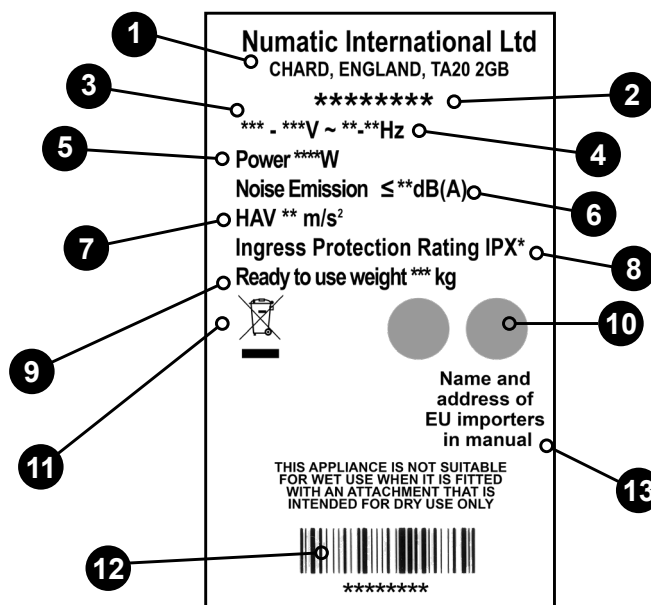 1
Numatic International Ltd
CHARD, ENGLAND, TA20 2GB
3
******** 
2
*** - ***V ~ **-**Hz
4
5
Power ****W
Noise Emission ≤ **dB(A)
6
7
HAV ** m/s²
Ingress Protection Rating IPX*
8
9
Ready to use weight *** kg
10
11
Name and
address of
EU importers
in manual
13
THIS APPLIANCE IS NOT SUITABLE
FOR WET USE WHEN IT IS FITTED
WITH AN ATTACHMENT THAT IS
INTENDED FOR DRY USE ONLY
12
********